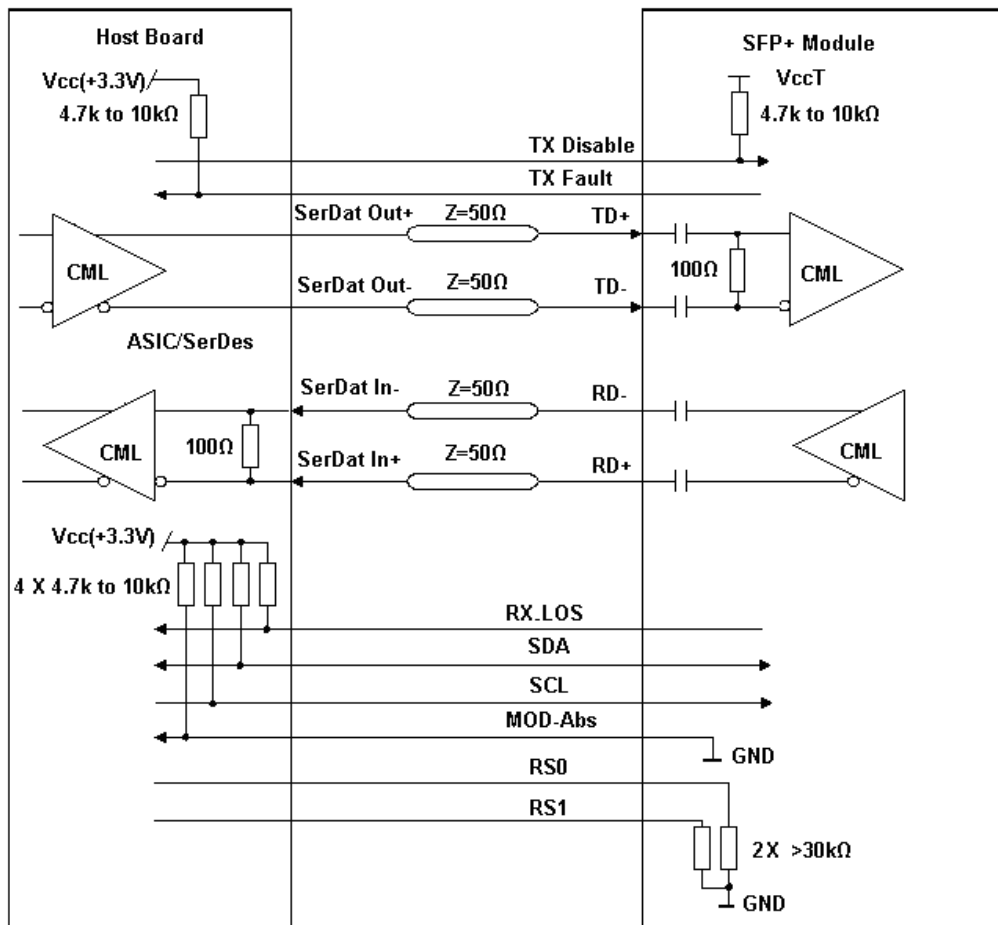 Host Board
SFP+ Module
Vcc(+3.3V)
4.7k to 10kΩ
VccT
4.7k to 10kΩ
TX Disable
TX Fault
SerDat Out+
Z=50Ω
TD+
CML
100Ω
CML
SerDat Out-
Z=50Ω
TD-
ASIC/SerDes
SerDat In-
Z=50Ω
RD-
CML
100Ω
CML
SerDat In+
Z=50Ω
RD+
Vcc(+3.3V)
4 X 4.7k to 10kΩ
RX_LOS
SDA
SCL
MOD-Abs
GND
RS0
RS1
2X >30kΩ
GND